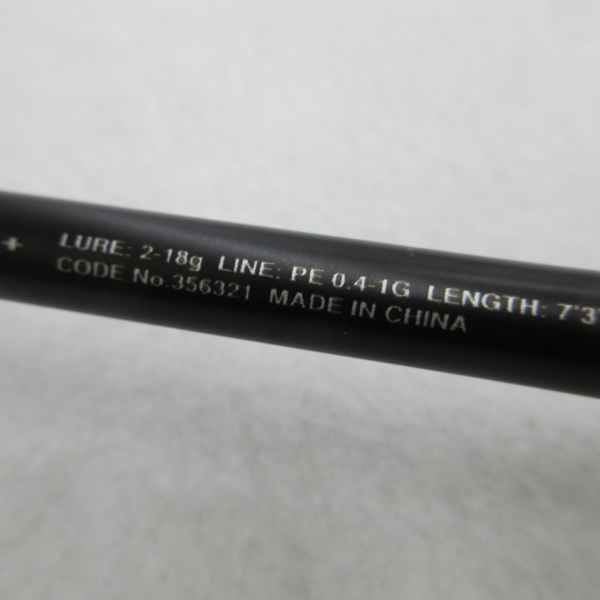 LURE: 2-18g LINE: PE 0.4-1G LENGTH: 7'3"
CODE No.356321 MADE IN CHINA